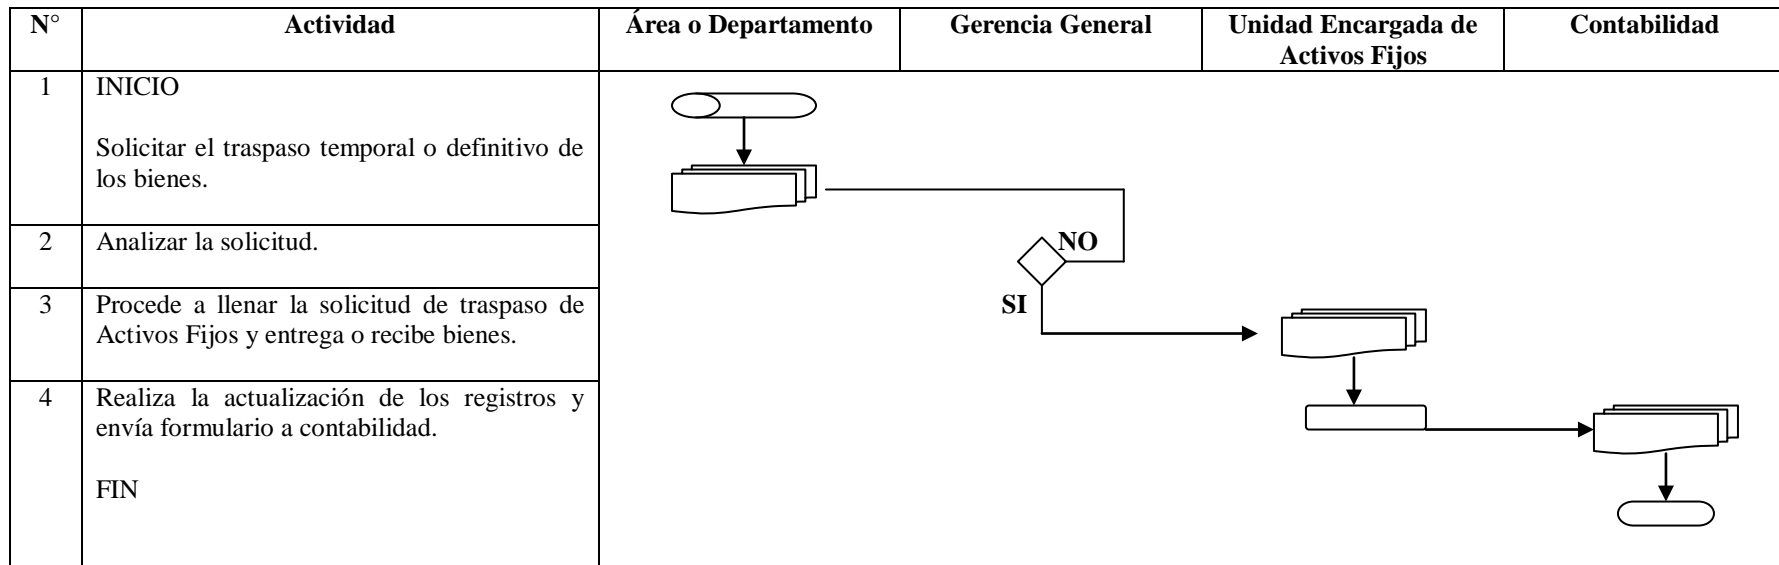 N° Actividad Área o Departamento Gerencia General Unidad Encargada de Contabilidad
Activos Fijos
1 INICIO
Solicitar el traspaso temporal o definitivo de
los bienes.
2 Analizar la solicitud.
NO
3 Procede a llenar la solicitud de traspaso de
SI
Activos Fijos y entrega o recibe bienes.
4 Realiza la actualización de los registros y
envía formulario a contabilidad.
FIN